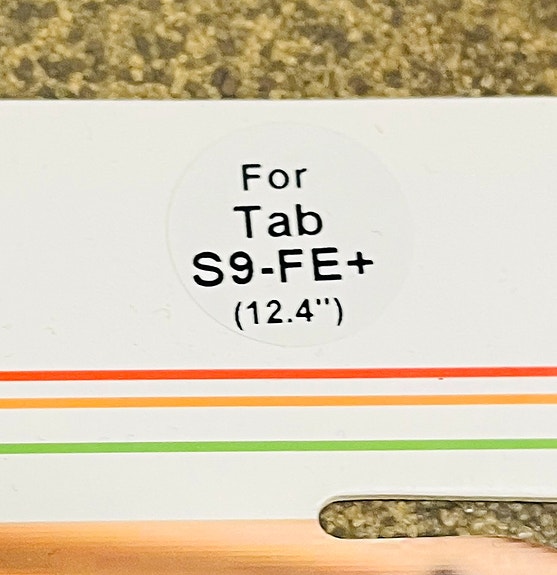 For
Tab
S9-FE+
(12.4")